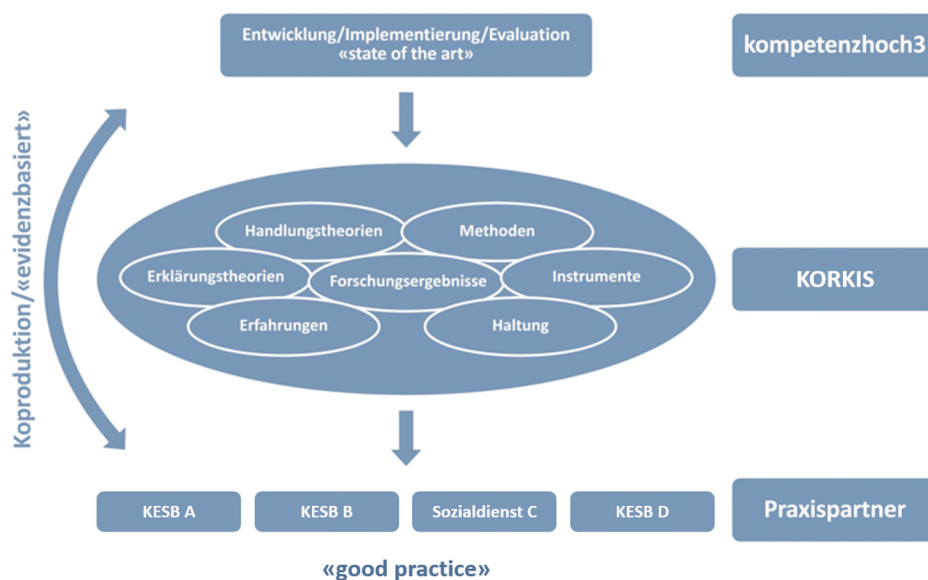 Entwicklung/Implementierung/Evaluation
«state of the art»
kompetenzhoch3
Koproduktion/«evidenzbasiert»
Handlungstheorien
Methoden
Erklärungstheorien
Forschungsergebnisse
Instrumente
KORKIS
Erfahrungen
Haltung
KESB A
KESB B
Sozialdienst C
KESB D
Praxispartner
«good practice»